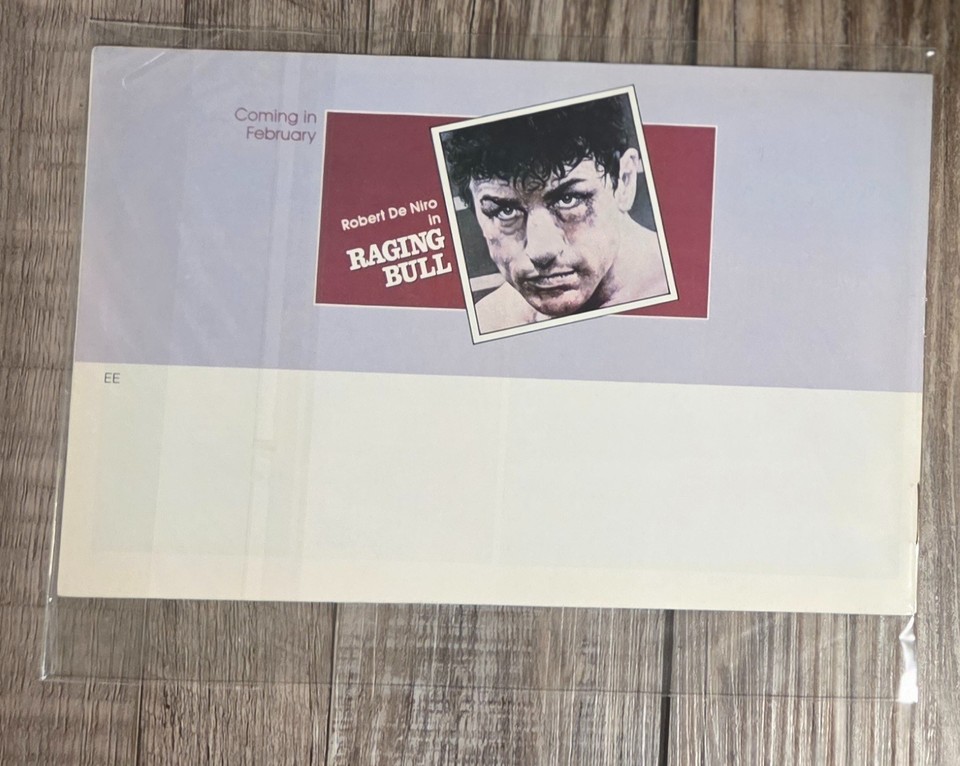 Coming in
February
Robert De Niro
in
RAGING
BULL
EE